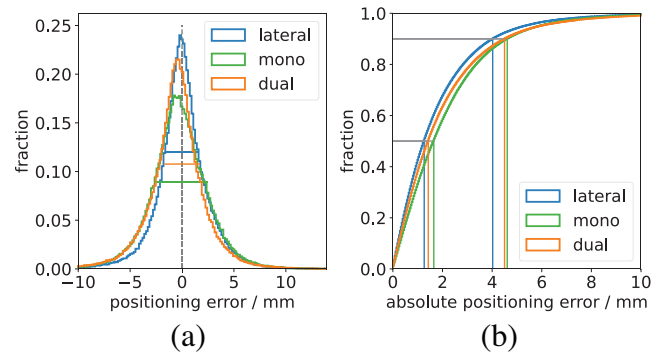 lateral
mono
dual
fraction
0.25
0.20
0.15
0.10
0.05
0.00
−10 −5 0 5 10
positioning error / mm
(a)
fraction
1.0
0.8
0.6
0.4
0.2
0.0
lateral
mono
dual
0 2 4 6 8 10
absolute positioning error / mm
(b)